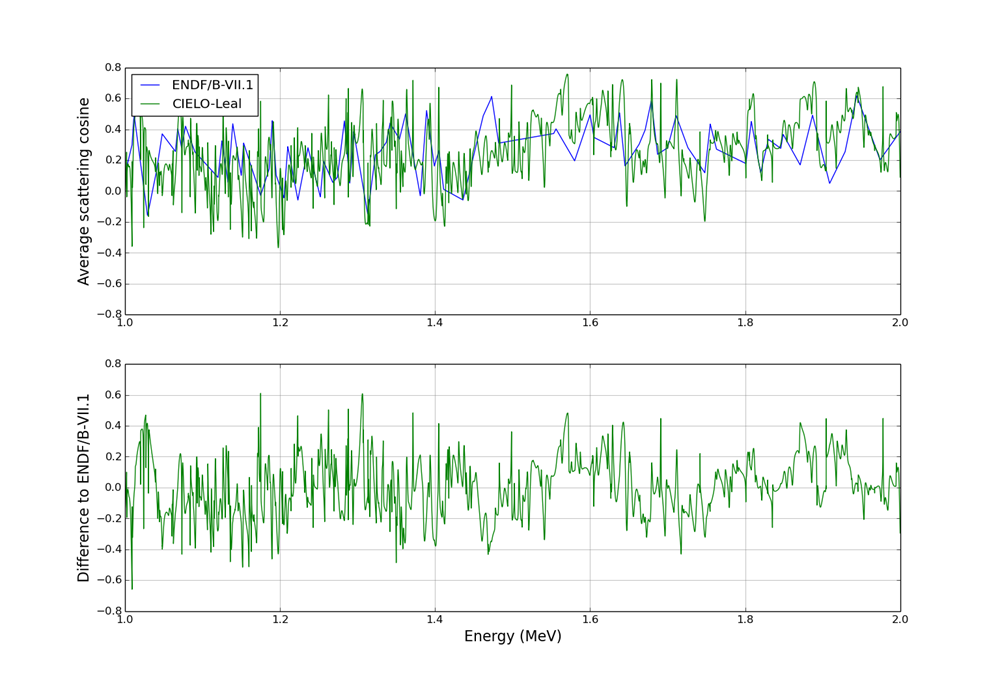 0.8
0.6
0.4
0.2
0.0
−0.2
−0.4
−0.6
−0.8
Average scattering cosine
ENDF/B-VII.1
CIELO-Leal
1.0 1.2 1.4 1.6 1.8 2.0
0.8
0.6
0.4
0.2
0.0
−0.2
−0.4
−0.6
−0.8
Difference to ENDF/B-VII.1
1.0 1.2 1.4 1.6 1.8 2.0
Energy (MeV)